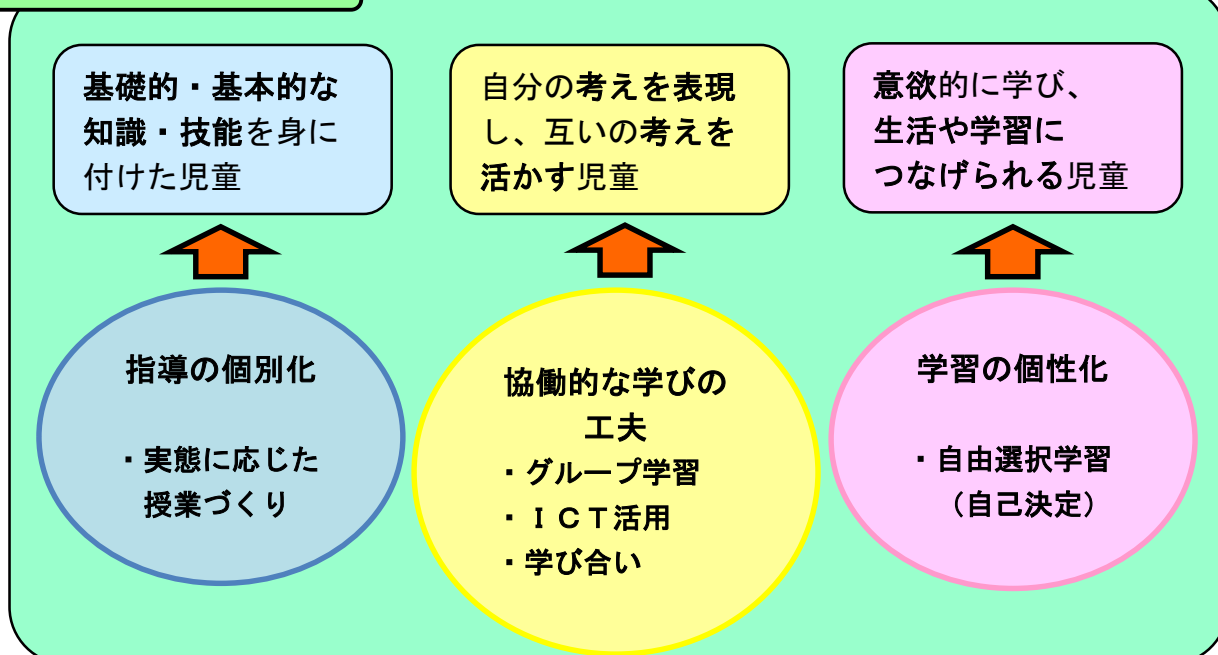 基礎的・基本的な
知識・技能を身に
付けた児童
自分の考えを表現
し、互いの考えを
活かす児童
意欲的に学び、
生活や学習に
つなげられる児童
指導の個別化
・実態に応じた
授業づくり
協働的な学びの
工夫
・グループ学習
・ＩＣＴ活用
・学び合い
学習の個性化
・自由選択学習
（自己決定）